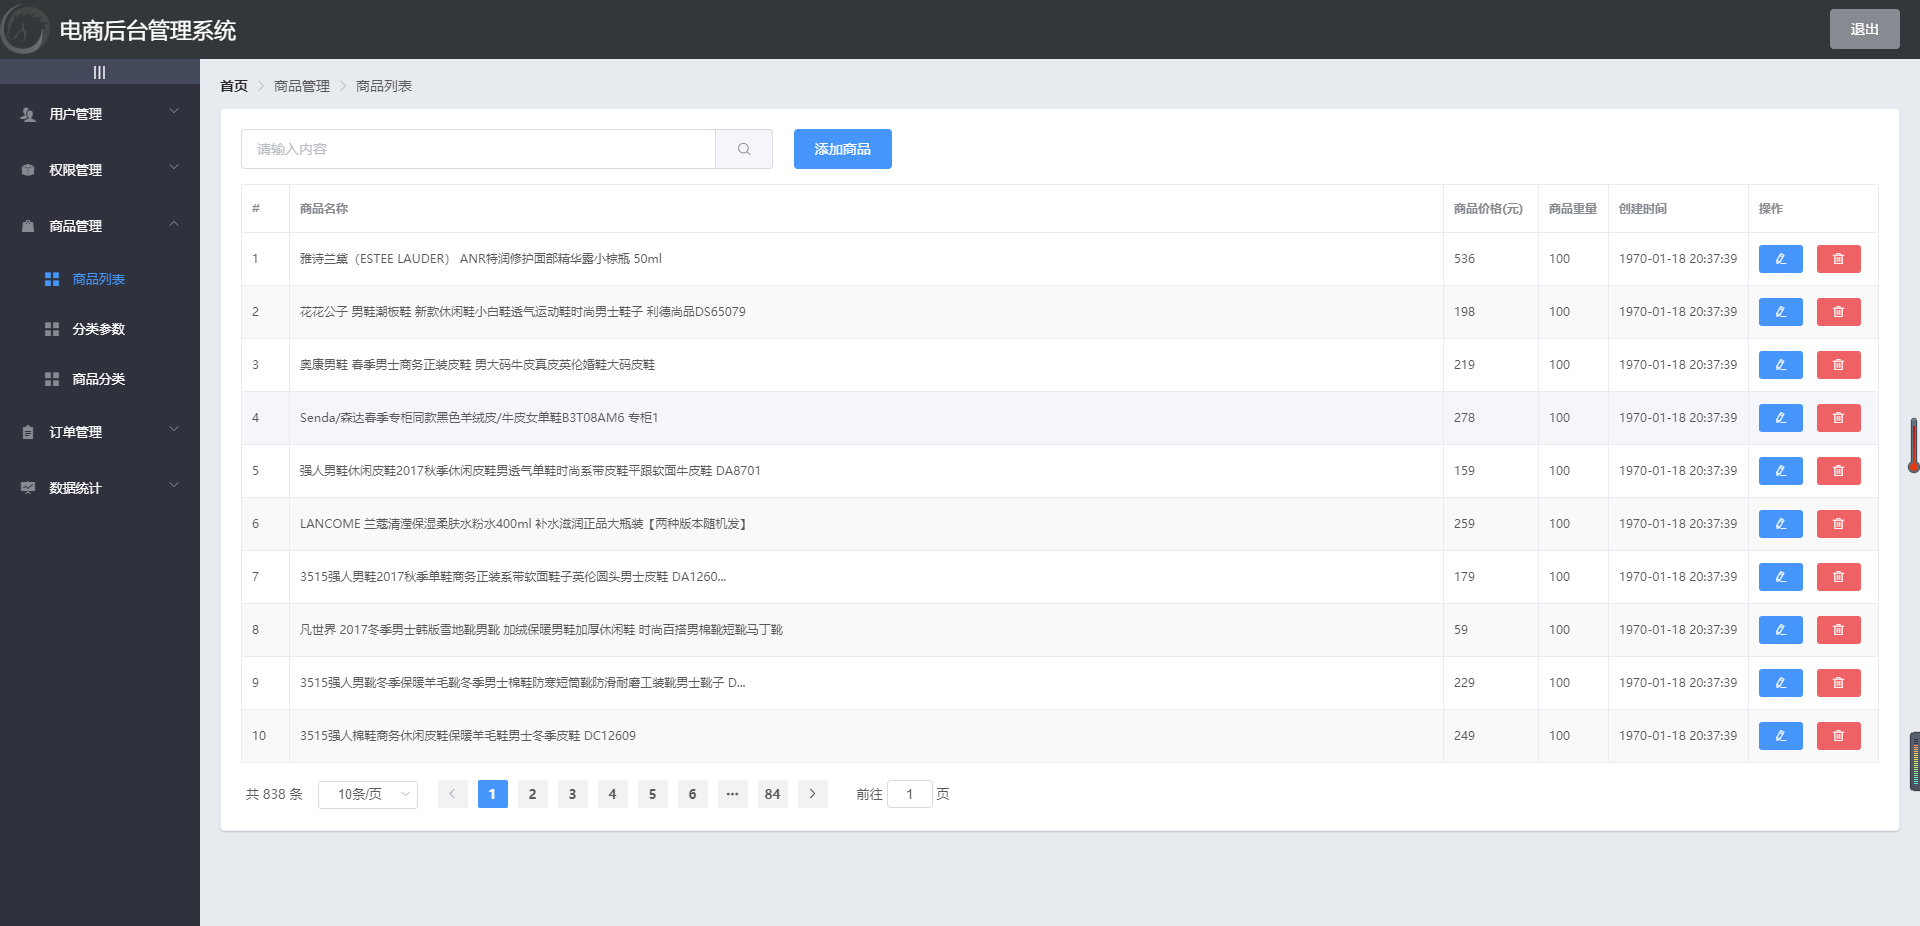 电商后台管理系统
退出
|||
用户管理
权限管理
商品管理
商品列表
分类参数
商品分类
订单管理
数据统计
首页 > 商品管理 > 商品列表
请输入内容
添加商品
# 商品名称 商品价格(元) 商品重量 创建时间 操作
1 雅诗兰黛（ESTEE LAUDER） ANR特润修护面部精华露小棕瓶 50ml 536 100 1970-01-18 20:37:39
2 花花公子 男鞋潮板鞋 新款休闲鞋小白鞋透气运动鞋时尚男士鞋子 利德尚品DS65079 198 100 1970-01-18 20:37:39
3 奥康男鞋 春季男士商务正装皮鞋 男大码牛皮真皮英伦婚鞋大码皮鞋 219 100 1970-01-18 20:37:39
4 Senda/森达春季专柜同款黑色羊绒皮/牛皮女单鞋B3T08AM6 专柜1 278 100 1970-01-18 20:37:39
5 强人男鞋休闲皮鞋2017秋季休闲皮鞋男透气单鞋时尚系带皮鞋平跟软面牛皮鞋 DA8701 159 100 1970-01-18 20:37:39
6 LANCOME 兰蔻清滢保湿柔肤水粉水400ml 补水滋润正品大瓶装【两种版本随机发】 259 100 1970-01-18 20:37:39
7 3515强人男鞋2017秋季单鞋商务正装系带软面鞋子英伦圆头男士皮鞋 DA1260... 179 100 1970-01-18 20:37:39
8 凡世界 2017冬季男士韩版雪地靴男靴 加绒保暖男鞋加厚休闲鞋 时尚百搭男棉靴短靴马丁靴 59 100 1970-01-18 20:37:39
9 3515强人男靴冬季保暖羊毛靴冬季男士棉鞋防寒短筒靴防滑耐磨工装靴男士靴子 D... 229 100 1970-01-18 20:37:39
10 3515强人棉鞋商务休闲皮鞋保暖羊毛鞋男士冬季皮鞋 DC12609 249 100 1970-01-18 20:37:39
共 838 条 10条/页 < 1 2 3 4 5 6 ··· 84 > 前往 1 页